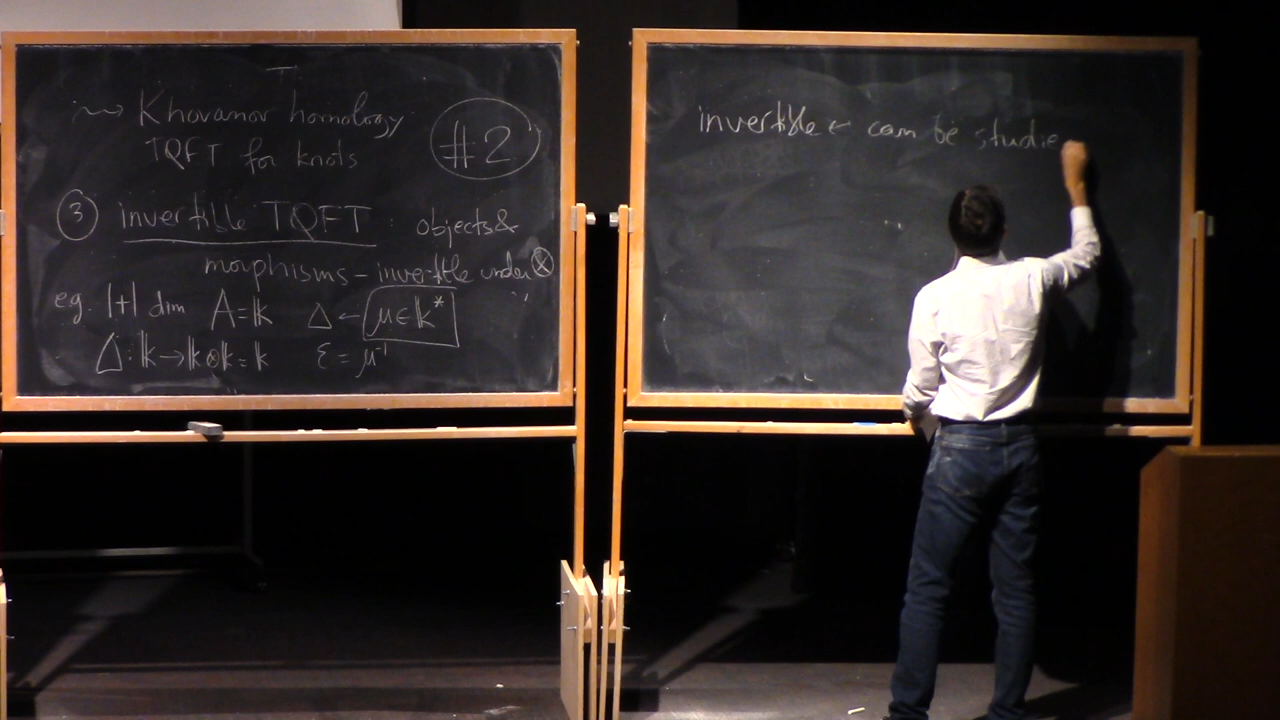 ⤳ Khovanov homology
TQFT for knots
#2
③ invertible TQFT : objects &
morphisms – invertible under ⊗
e.g. 1+1 dim A=𝕜 Δ ← μ∈𝕜*
Δ: 𝕜→𝕜⊗𝕜=𝕜 ε = μ⁻¹
invertible ← can be studie